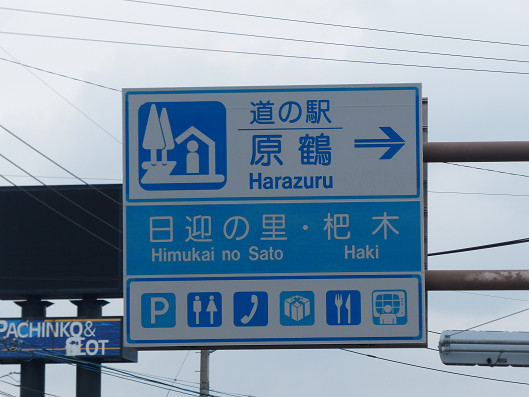 道の駅
原鶴
Harazuru
日迎の里・杷木
Himukai no Sato Haki
P
PACHINKO&
SLOT